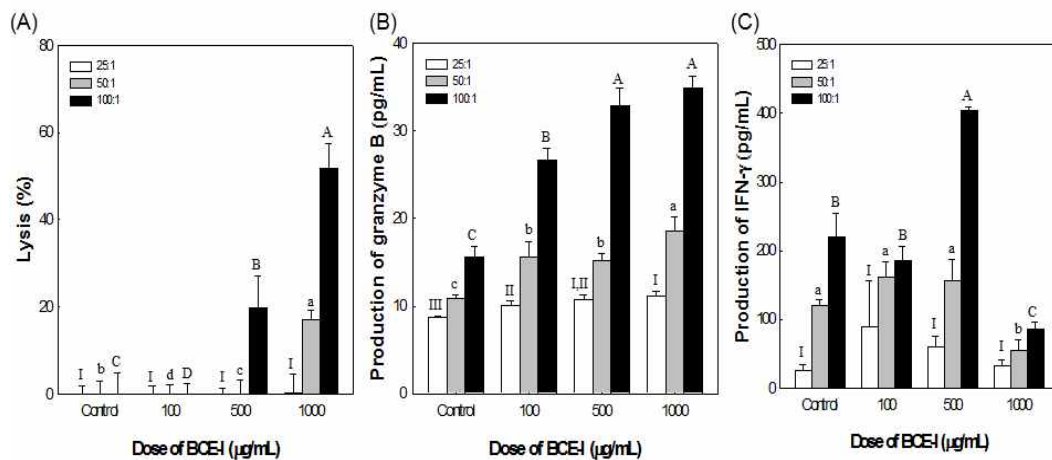 (A)
Lysis (%)
80
60
40
20
0
25:1
50:1
100:1
I b C
I d D
I c B
I a A
Control 100 500 1000
Dose of BCE-I (µg/mL)
(B)
Production of granzyme B (pg/mL)
40
30
20
10
0
25:1
50:1
100:1
III c C
II b B
I,II b A
I a A
Control 100 500 1000
Dose of BCE-I (µg/mL)
(C)
Production of IFN-γ (pg/mL)
500
400
300
200
100
0
25:1
50:1
100:1
I a B
I a B
I a A
I b C
Control 100 500 1000
Dose of BCE-I (µg/mL)